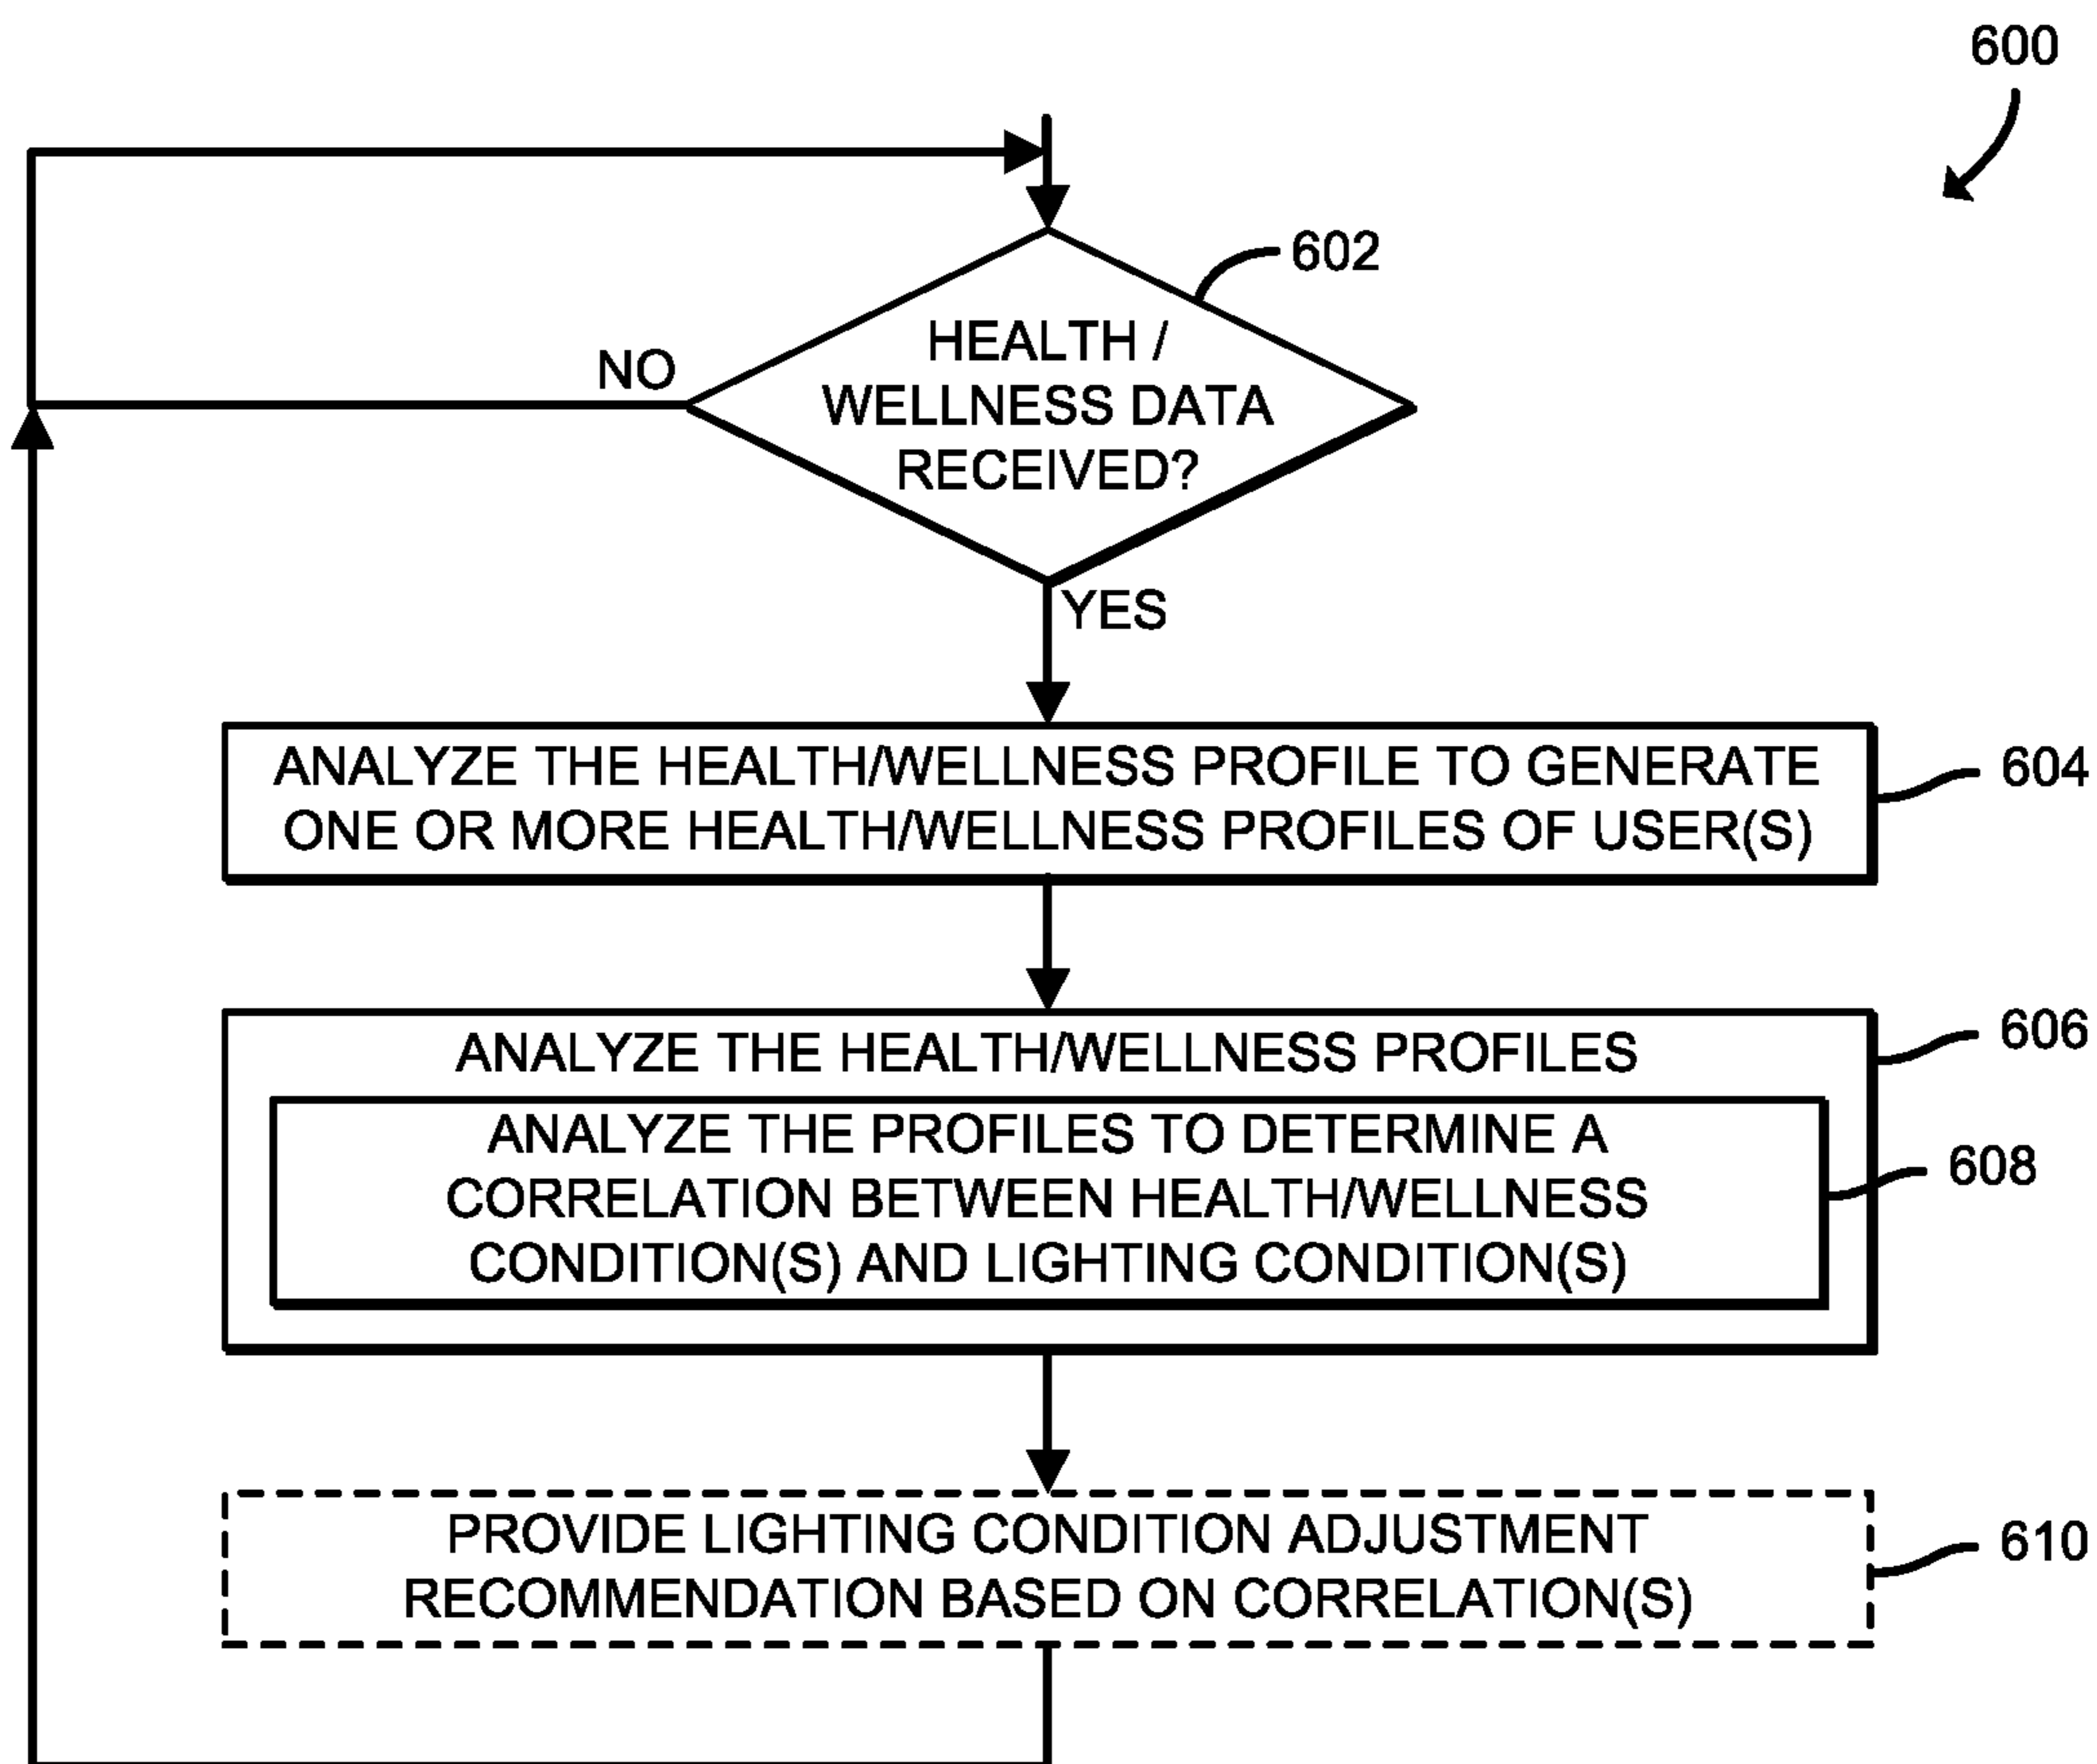 600
602
HEALTH /
WELLNESS DATA
RECEIVED?
NO
YES
ANALYZE THE HEALTH/WELLNESS PROFILE TO GENERATE
ONE OR MORE HEALTH/WELLNESS PROFILES OF USER(S)
604
ANALYZE THE HEALTH/WELLNESS PROFILES
606
ANALYZE THE PROFILES TO DETERMINE A
CORRELATION BETWEEN HEALTH/WELLNESS
CONDITION(S) AND LIGHTING CONDITION(S)
608
PROVIDE LIGHTING CONDITION ADJUSTMENT
RECOMMENDATION BASED ON CORRELATION(S)
610